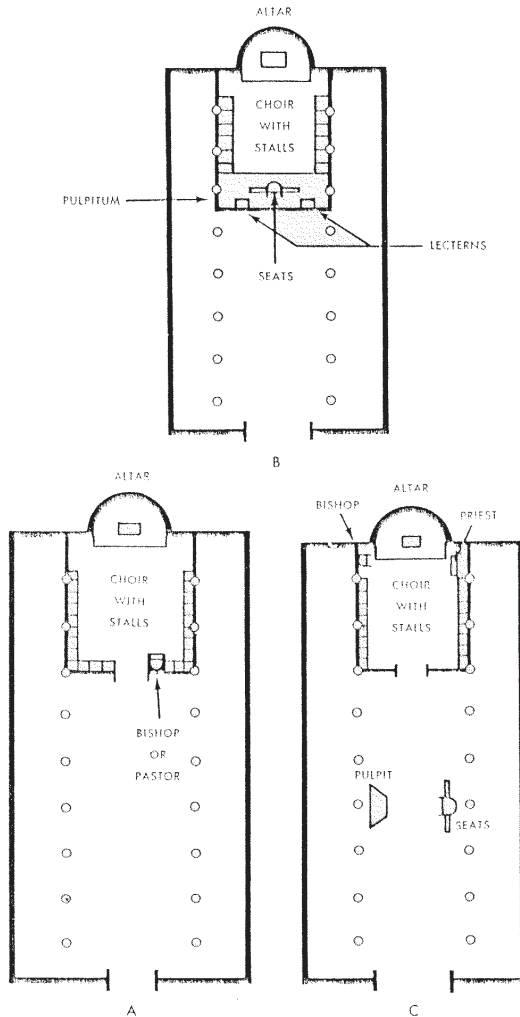 ALTAR
CHOIR
WITH
STALLS
PULPITUM
LECTERNS
SEATS
B
ALTAR
CHOIR
WITH
STALLS
BISHOP
OR
PASTOR
A
BISHOP
ALTAR
PRIEST
CHOIR
WITH
STALLS
PULPIT
SEATS
C